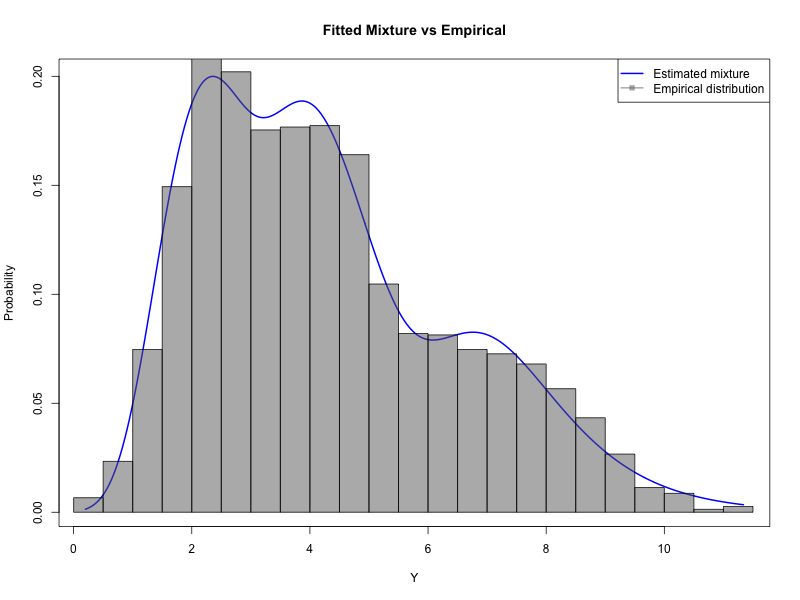 Fitted Mixture vs Empirical
Estimated mixture
Empirical distribution
Probability
0.20
0.15
0.10
0.05
0.00
0 2 4 6 8 10
Y